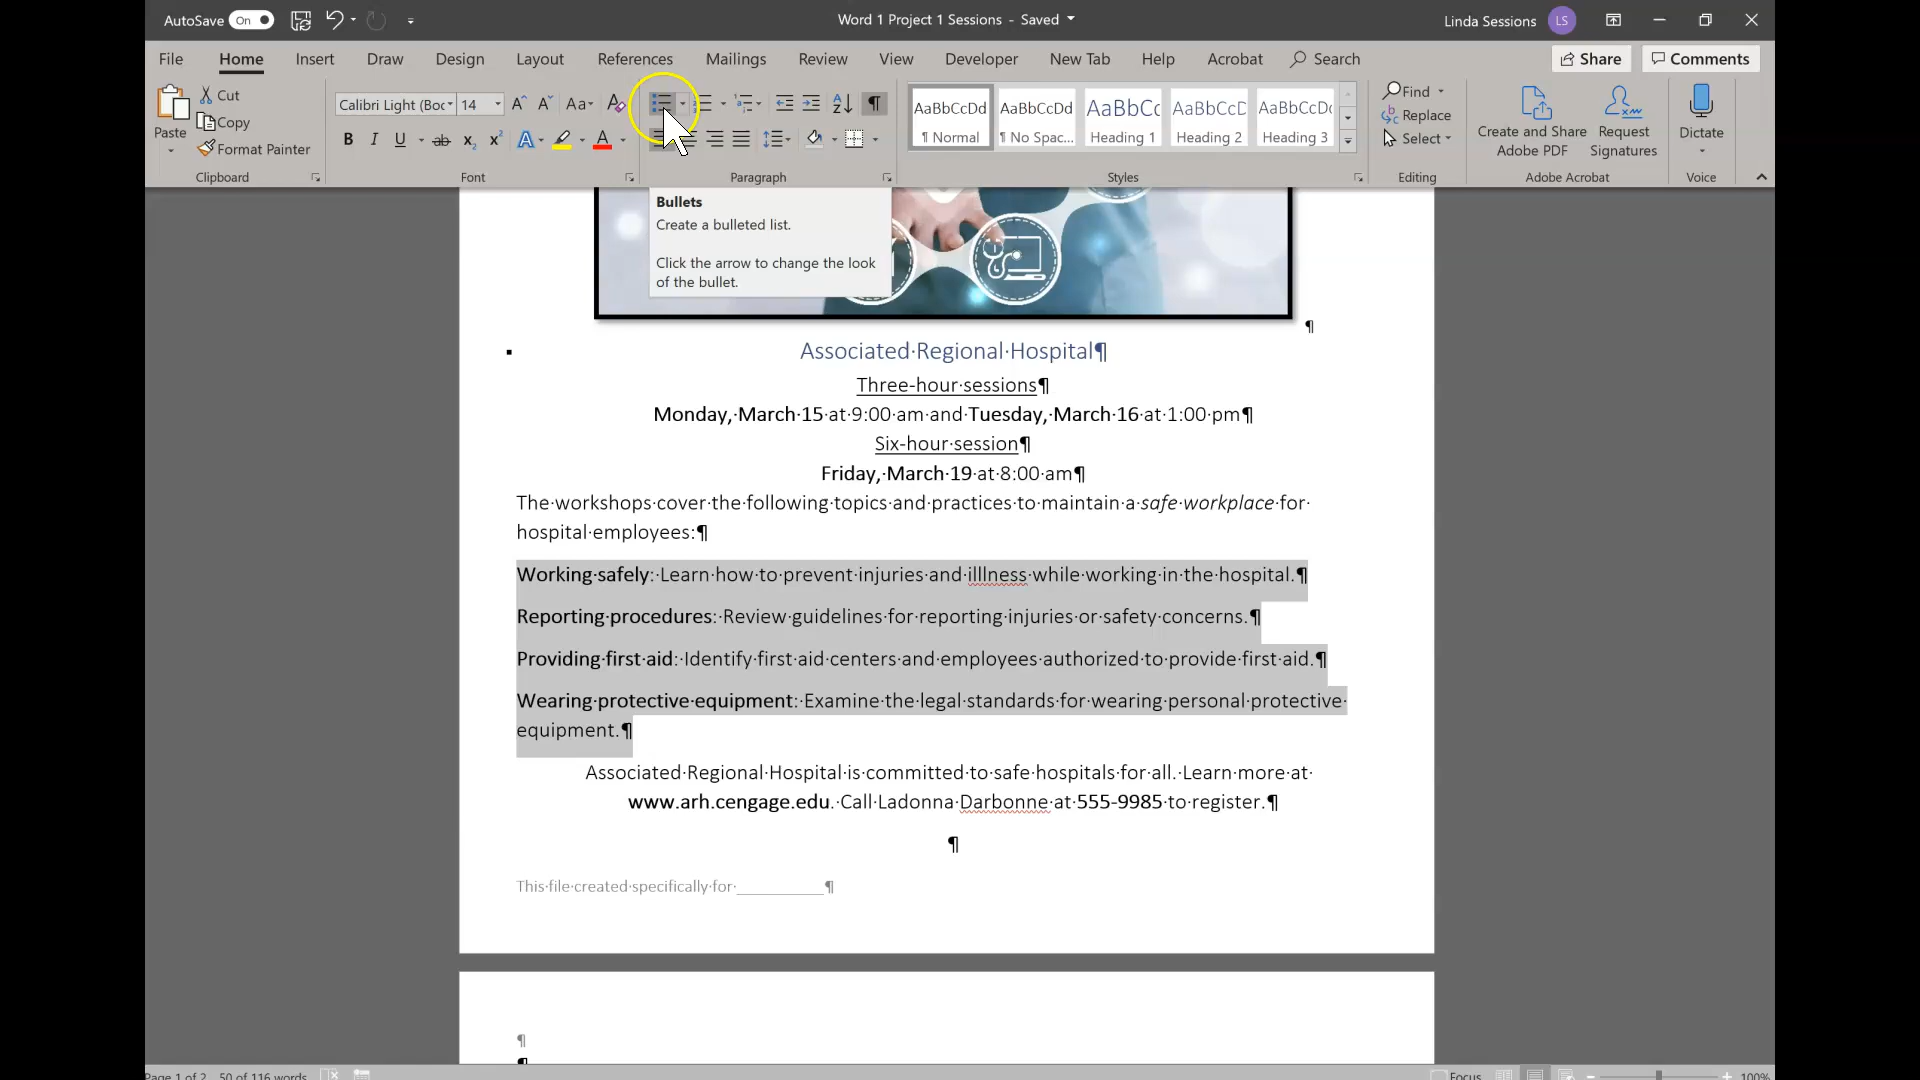 AutoSave On
Word 1 Project 1 Sessions - Saved
Linda Sessions LS
File Home Insert Draw Design Layout References Mailings Review View Developer New Tab Help Acrobat Search Share Comments
Paste
Cut
Copy
Format Painter
Clipboard
Calibri Light (Boc 14
Font
Paragraph
AaBbCcDd AaBbCcDd AaBbCc AaBbCcD AaBbCcDd
¶ Normal ¶ No Spac... Heading 1 Heading 2 Heading 3
Styles
Find
Replace
Select
Editing
Create and Share Adobe PDF
Request Signatures
Adobe Acrobat
Dictate
Voice
Bullets
Create a bulleted list.
Click the arrow to change the look
of the bullet.
¶
Associated·Regional·Hospital¶
Three-hour·sessions¶
Monday,·March·15·at·9:00·am·and·Tuesday,·March·16·at·1:00·pm¶
Six-hour·session¶
Friday,·March·19·at·8:00·am¶
The·workshops·cover·the·following·topics·and·practices·to·maintain·a·safe·workplace·for·
hospital·employees:¶
Working·safely:·Learn·how·to·prevent·injuries·and·illlness·while·working·in·the·hospital.¶
Reporting·procedures:·Review·guidelines·for·reporting·injuries·or·safety·concerns.¶
Providing·first·aid:·Identify·first·aid·centers·and·employees·authorized·to·provide·first·aid.¶
Wearing·protective·equipment:·Examine·the·legal·standards·for·wearing·personal·protective·
equipment.¶
Associated·Regional·Hospital·is·committed·to·safe·hospitals·for·all.·Learn·more·at·
www.arh.cengage.edu.·Call·Ladonna·Darbonne·at·555-9985·to·register.¶
¶
This·file·created·specifically·for·___________¶
¶
¶
Page 1 of 2 50 of 116 words Focus 100%